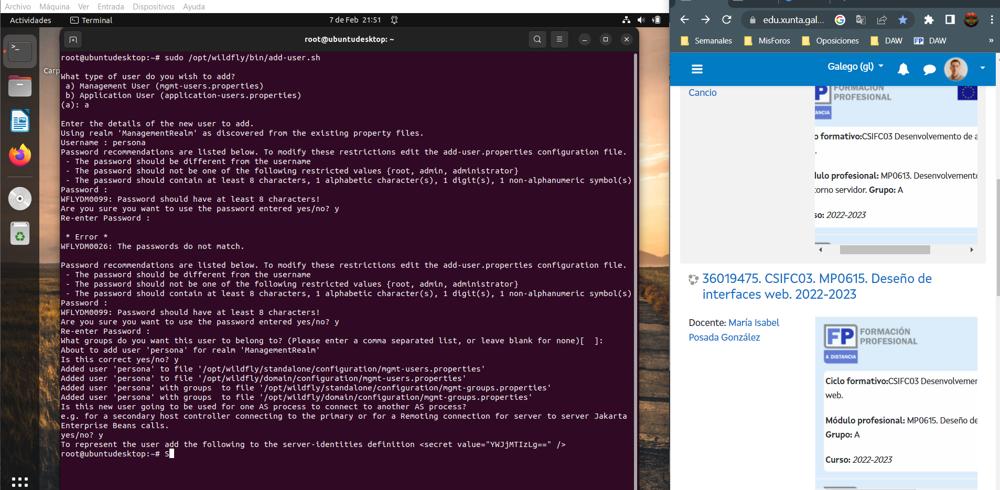 Archivo Máquina Ver Entrada Dispositivos Ayuda
Actividades Terminal 7 de Feb 21:51
Carp
root@ubuntudesktop: ~
root@ubuntudesktop:~# sudo /opt/wildfly/bin/add-user.sh
What type of user do you wish to add?
a) Management User (mgmt-users.properties)
b) Application User (application-users.properties)
(a): a
Enter the details of the new user to add.
Using realm 'ManagementRealm' as discovered from the existing property files.
Username : persona
Password recommendations are listed below. To modify these restrictions edit the add-user.properties configuration file.
- The password should be different from the username
- The password should not be one of the following restricted values {root, admin, administrator}
- The password should contain at least 8 characters, 1 alphabetic character(s), 1 digit(s), 1 non-alphanumeric symbol(s)
Password :
WFLYDM0099: Password should have at least 8 characters!
Are you sure you want to use the password entered yes/no? y
Re-enter Password :
* Error *
WFLYDM0026: The passwords do not match.
Password recommendations are listed below. To modify these restrictions edit the add-user.properties configuration file.
- The password should be different from the username
- The password should not be one of the following restricted values {root, admin, administrator}
- The password should contain at least 8 characters, 1 alphabetic character(s), 1 digit(s), 1 non-alphanumeric symbol(s)
Password :
WFLYDM0099: Password should have at least 8 characters!
Are you sure you want to use the password entered yes/no? y
Re-enter Password :
What groups do you want this user to belong to? (Please enter a comma separated list, or leave blank for none)[  ]:
About to add user 'persona' for realm 'ManagementRealm'
Is this correct yes/no? y
Added user 'persona' to file '/opt/wildfly/standalone/configuration/mgmt-users.properties'
Added user 'persona' to file '/opt/wildfly/domain/configuration/mgmt-users.properties'
Added user 'persona' with groups  to file '/opt/wildfly/standalone/configuration/mgmt-groups.properties'
Added user 'persona' with groups  to file '/opt/wildfly/domain/configuration/mgmt-groups.properties'
Is this new user going to be used for one AS process to connect to another AS process?
e.g. for a secondary host controller connecting to the primary or for a Remoting connection for server to server Jakarta
Enterprise Beans calls.
yes/no? y
To represent the user add the following to the server-identities definition <secret value="YWJjMTIzLg==" />
root@ubuntudesktop:~# S
edu.xunta.gal...
Semanales MisForos Oposiciones DAW FP DAW »
Galego (gl)
Cancio
P FORMACIÓN
PROFESIONAL
ANCIA
o formativo:CSIFC03 Desenvolvemento de a
.
dulo profesional: MP0613. Desenvolvemento
torno servidor. Grupo: A
so: 2022-2023
36019475. CSIFC03. MP0615. Deseño de
interfaces web. 2022-2023
Docente: María Isabel
Posada González
FP FORMACIÓN
PROFESIONAL
A DISTANCIA
Ciclo formativo:CSIFC03 Desenvolvemen
web.
Módulo profesional: MP0615. Deseño de
Grupo: A
Curso: 2022-2023